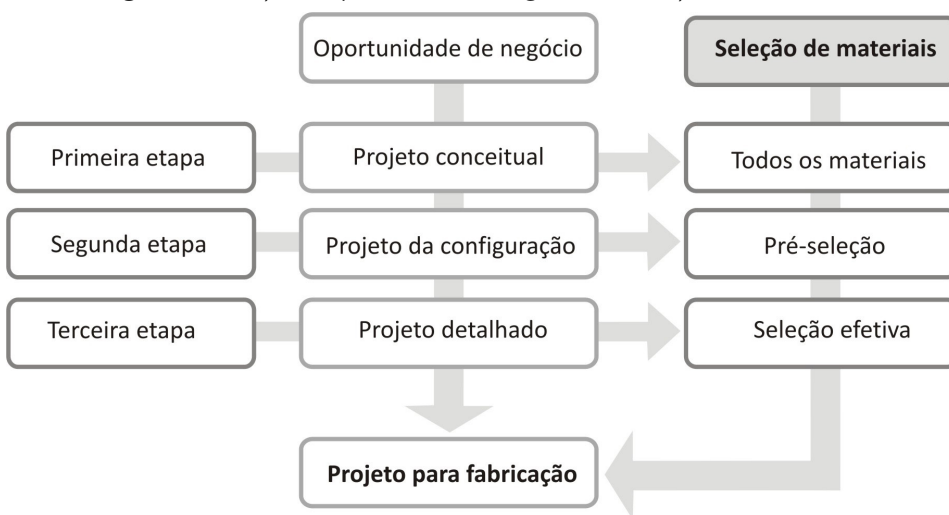 Oportunidade de negócio
Seleção de materiais
Primeira etapa
Projeto conceitual
Todos os materiais
Segunda etapa
Projeto da configuração
Pré-seleção
Terceira etapa
Projeto detalhado
Seleção efetiva
Projeto para fabricação